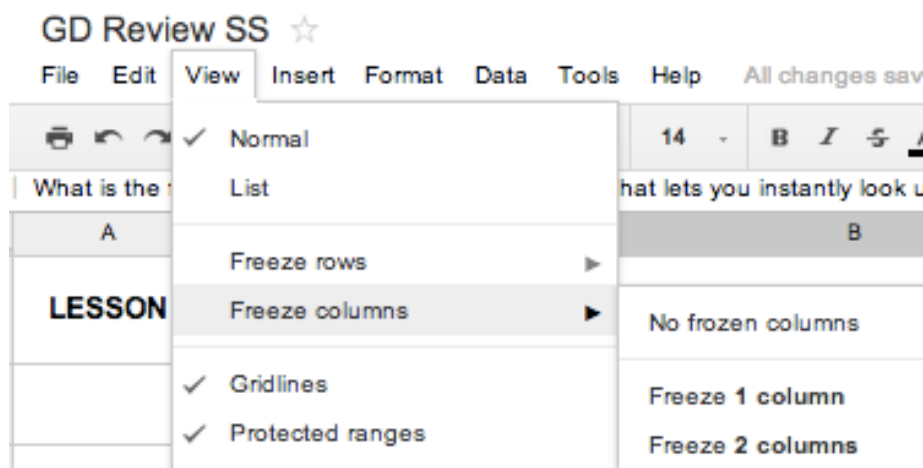 GD Review SS
File Edit View Insert Format Data Tools Help All changes sav
Normal 14 B I S A
List
What is the hat lets you instantly look u
A B
Freeze rows
LESSON Freeze columns
No frozen columns
Gridlines
Freeze 1 column
Protected ranges
Freeze 2 columns